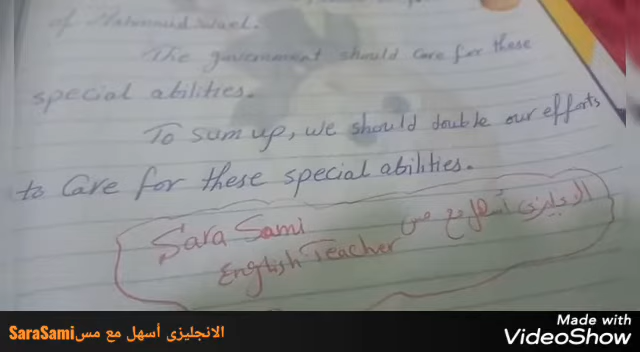 of Mahmoud Wael.
The government should care for these
special abilities.
To sum up, we should double our efforts
to care for these special abilities.
Sara Sami
الانجليزى أسهل مع مس
English Teacher
الانجليزى أسهل مع مسSaraSami
Made with
VideoShow